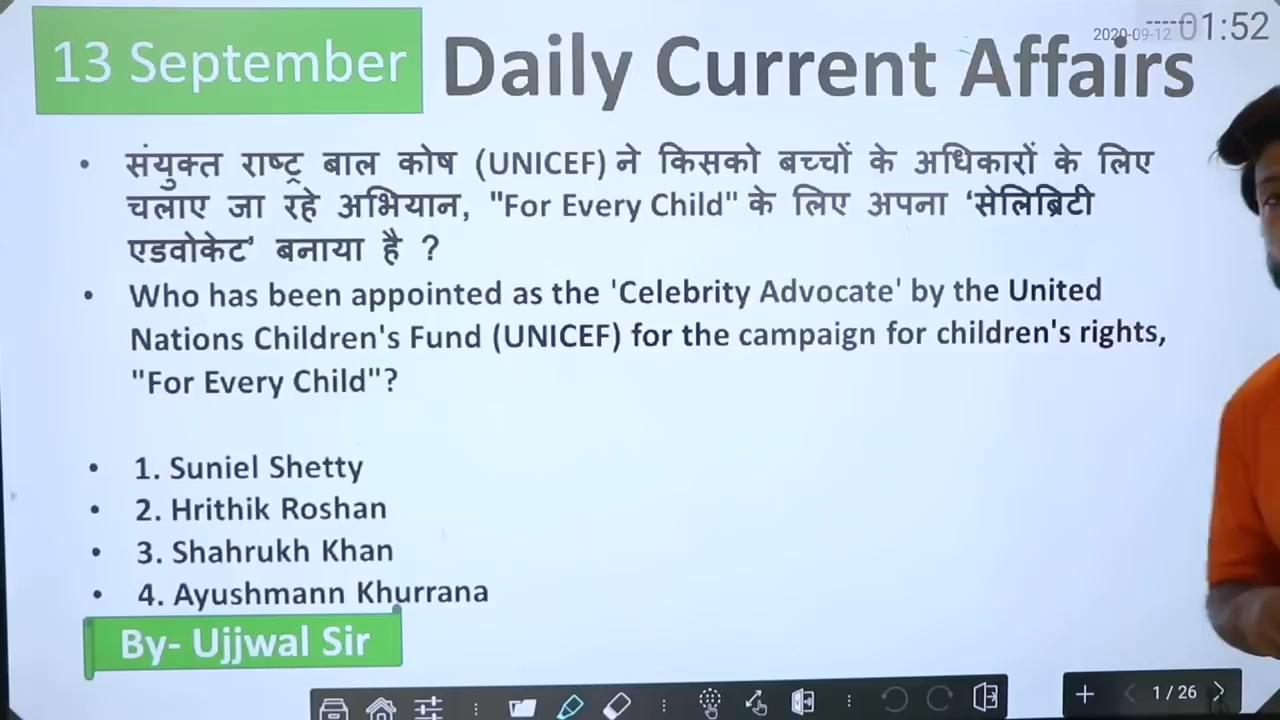 13 September
Daily Current Affairs
2020-09-12
01:52
• संयुक्त राष्ट्र बाल कोष (UNICEF) ने किसको बच्चों के अधिकारों के लिए
चलाए जा रहे अभियान, "For Every Child" के लिए अपना ‘सेलिब्रिटी
एडवोकेट’ बनाया है ?
• Who has been appointed as the 'Celebrity Advocate' by the United
Nations Children's Fund (UNICEF) for the campaign for children's rights,
"For Every Child"?
• 1. Suniel Shetty
• 2. Hrithik Roshan
• 3. Shahrukh Khan
• 4. Ayushmann Khurrana
By- Ujjwal Sir
1 / 26